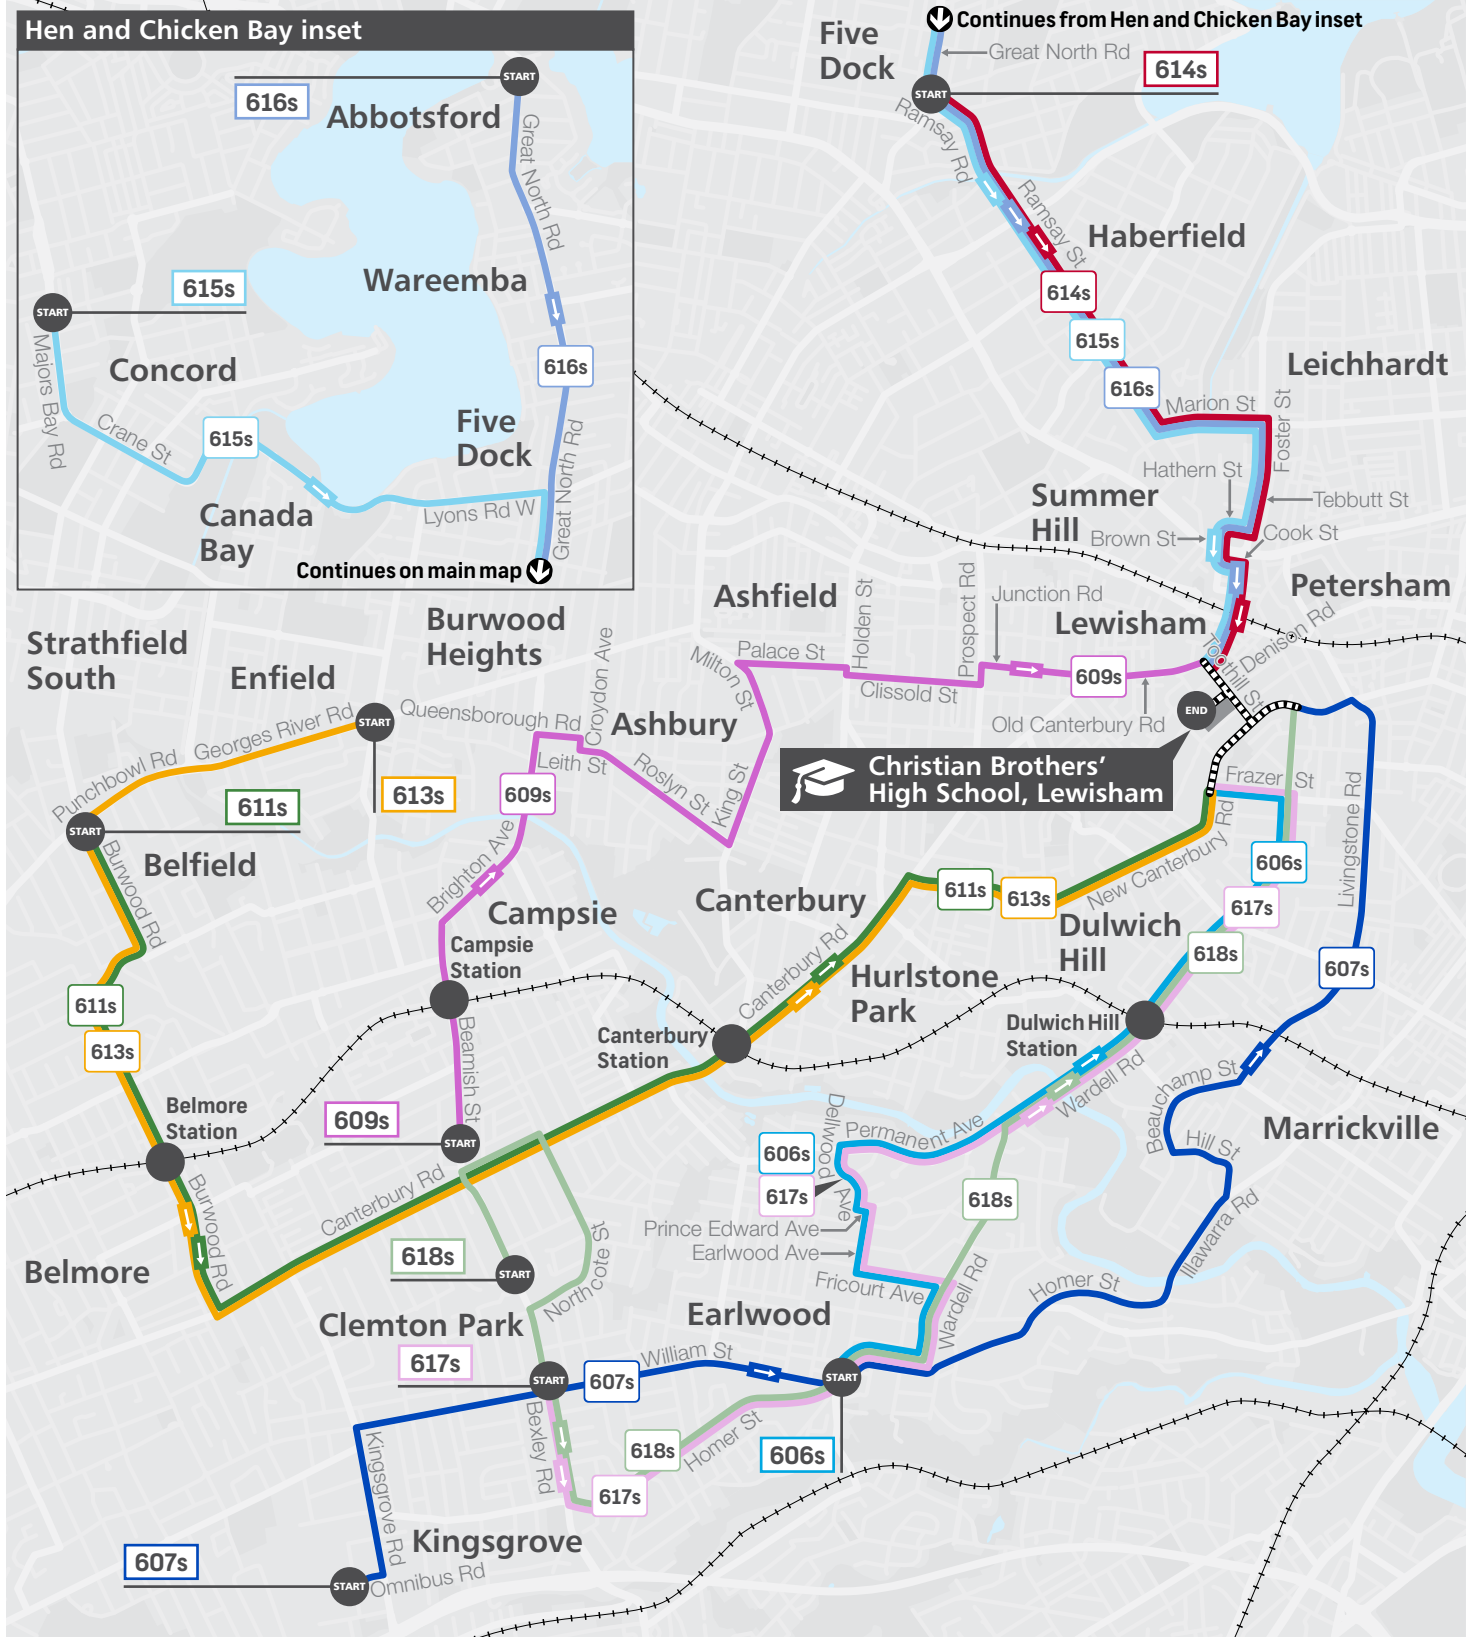 Hen and Chicken Bay inset
START
616s
Abbotsford
Great North Rd
Wareemba
615s
START
Majors Bay Rd
Concord
Crane St
615s
616s
Five
Dock
Canada
Bay
Lyons Rd W
Great North Rd
Continues on main map
Continues from Hen and Chicken Bay inset
Five
Dock
Great North Rd
614s
START
Ramsay Rd
Ramsay St
Haberfield
614s
615s
616s
Leichhardt
Marion St
Foster St
Hathern St
Summer
Hill
Tebbutt St
Brown St
Cook St
Petersham
Ashfield
Holden St
Prospect Rd
Junction Rd
Lewisham
Denison Rd
Toothill St
Palace St
Milton St
Clissold St
609s
Old Canterbury Rd
END
Christian Brothers'
High School, Lewisham
Strathfield
South
Enfield
Burwood
Heights
Croydon Ave
Queensborough Rd
Ashbury
Leith St
Roslyn St
King St
START
Georges River Rd
Punchbowl Rd
613s
611s
START
Burwood Rd
Belfield
609s
Brighton Ave
Campsie
Campsie
Station
Canterbury
611s
613s
New Canterbury Rd
Frazer St
Livingstone Rd
606s
617s
618s
607s
Dulwich
Hill
Hurlstone
Park
Canterbury Rd
Canterbury
Station
Dulwich Hill
Station
Wardell Rd
611s
613s
Beamish St
609s
START
Belmore
Station
Burwood Rd
Belmore
Canterbury Rd
618s
START
Northcote St
Clemton Park
617s
START
Dellwood Ave
Permanent Ave
606s
617s
Prince Edward Ave
Earlwood Ave
Fricourt Ave
618s
Wardell Rd
Beauchamp St
Hill St
Marrickville
Illawarra Rd
Homer St
Earlwood
William St
607s
START
606s
Bexley Rd
618s
617s
Homer St
Kingsgrove Rd
Kingsgrove
607s
START
Omnibus Rd